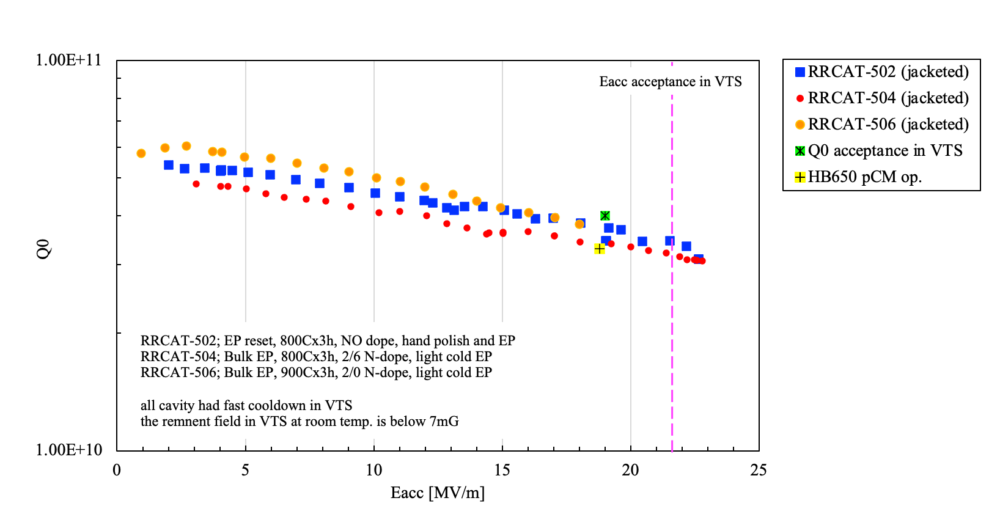 1.00E+11
Eacc acceptance in VTS
RRCAT-502 (jacketed)
RRCAT-504 (jacketed)
RRCAT-506 (jacketed)
Q0 acceptance in VTS
HB650 pCM op.
Q0
RRCAT-502; EP reset, 800Cx3h, NO dope, hand polish and EP
RRCAT-504; Bulk EP, 800Cx3h, 2/6 N-dope, light cold EP
RRCAT-506; Bulk EP, 900Cx3h, 2/0 N-dope, light cold EP
all cavity had fast cooldown in VTS
the remnent field in VTS at room temp. is below 7mG
1.00E+10
0 5 10 15 20 25
Eacc [MV/m]